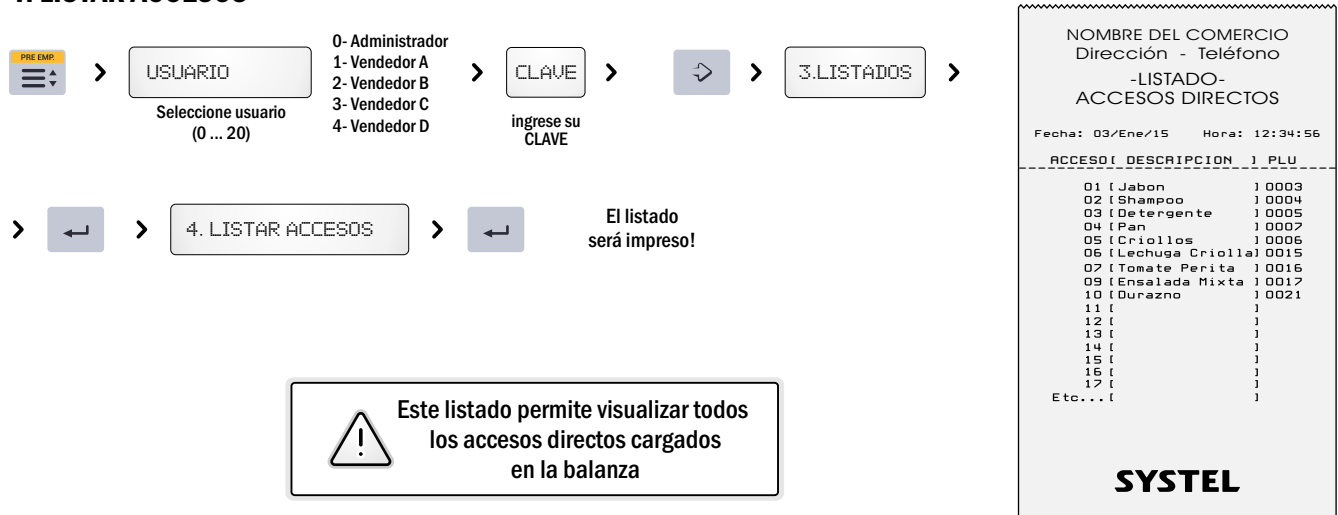 4. LISTAR ACCESOS
PRE EMP.
USUARIO
Seleccione usuario
(0 ... 20)
0- Administrador
1- Vendedor A
2- Vendedor B
3- Vendedor C
4- Vendedor D
CLAVE
ingrese su
CLAVE
3.LISTADOS
4. LISTAR ACCESOS
El listado
será impreso!
Este listado permite visualizar todos
los accesos directos cargados
en la balanza
NOMBRE DEL COMERCIO
Dirección - Teléfono
-LISTADO-
ACCESOS DIRECTOS
Fecha: 03/Ene/15 Hora: 12:34:56
ACCESO[ DESCRIPCION ] PLU
01 [Jabon ] 0003
02 [Shampoo ] 0004
03 [Detergente ] 0005
04 [Pan ] 0007
05 [Criollos ] 0006
06 [Lechuga Criolla] 0015
07 [Tomate Perita ] 0016
09 [Ensalada Mixta ] 0017
10 [Durazno ] 0021
11 [ ]
12 [ ]
13 [ ]
14 [ ]
15 [ ]
16 [ ]
17 [ ]
Etc...[ ]
SYSTEL